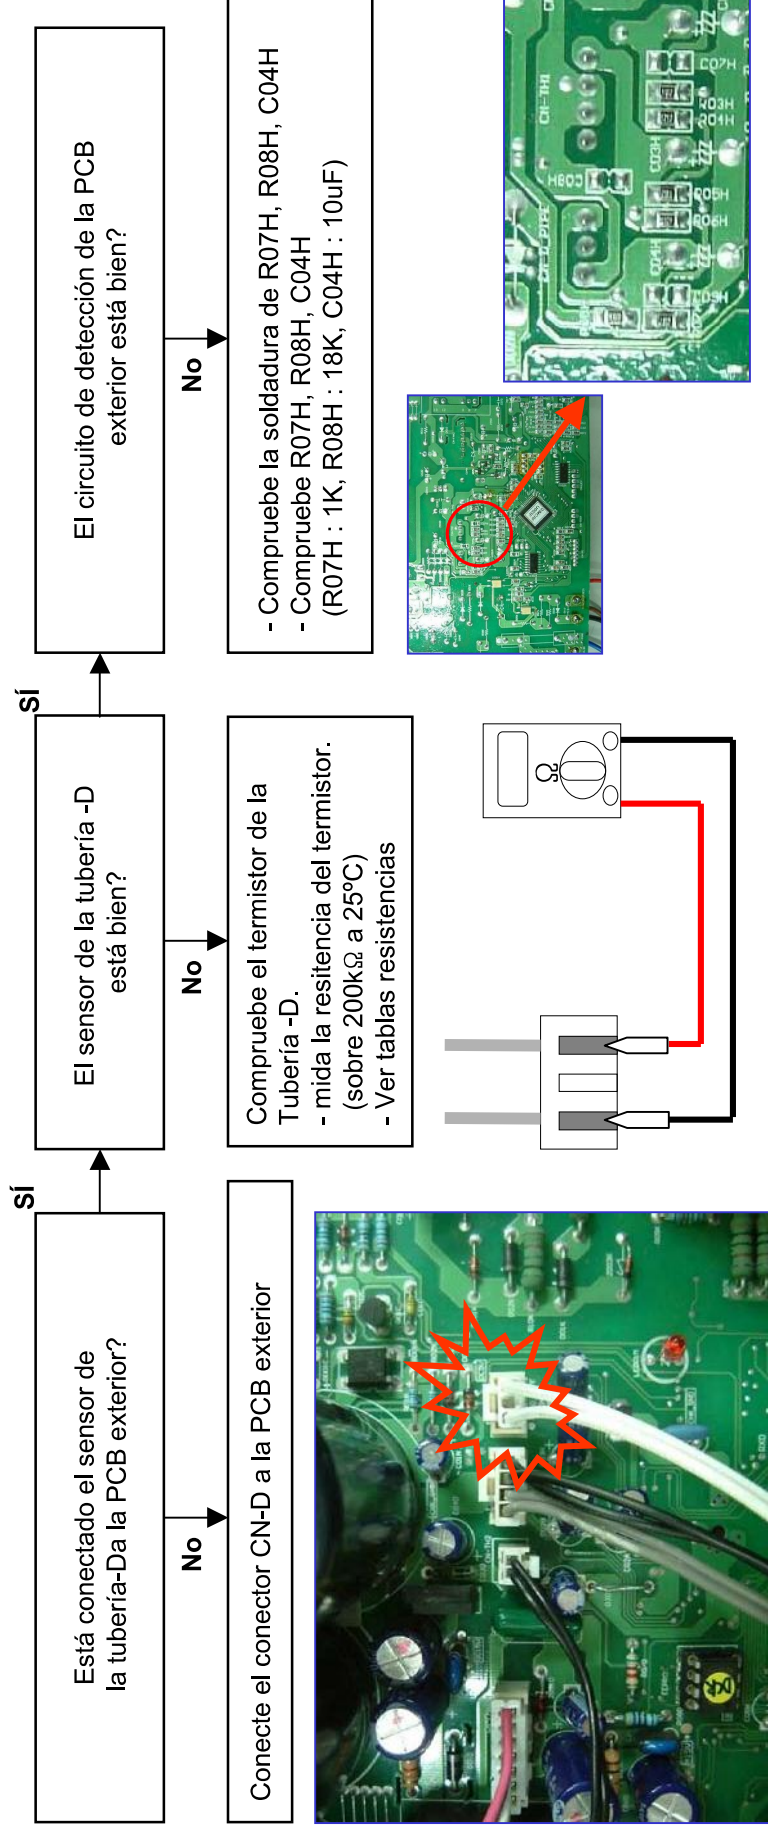 Está conectado el sensor de
la tubería-Da la PCB exterior?
SÍ
No
Conecte el conector CN-D a la PCB exterior
El sensor de la tubería -D
está bien?
SÍ
No
Compruebe el termistor de la
Tubería -D.
- mida la resitencia del termistor.
(sobre 200kΩ a 25ºC)
- Ver tablas resistencias
Ω
El circuito de detección de la PCB
exterior está bien?
No
- Compruebe la soldadura de R07H, R08H, C04H
- Compruebe R07H, R08H, C04H
(R07H : 1K, R08H : 18K, C04H : 10uF)
CN-TH1
C07H
R03H
R04H
C03H
C08H
R05H
R06H
C04H
C09H